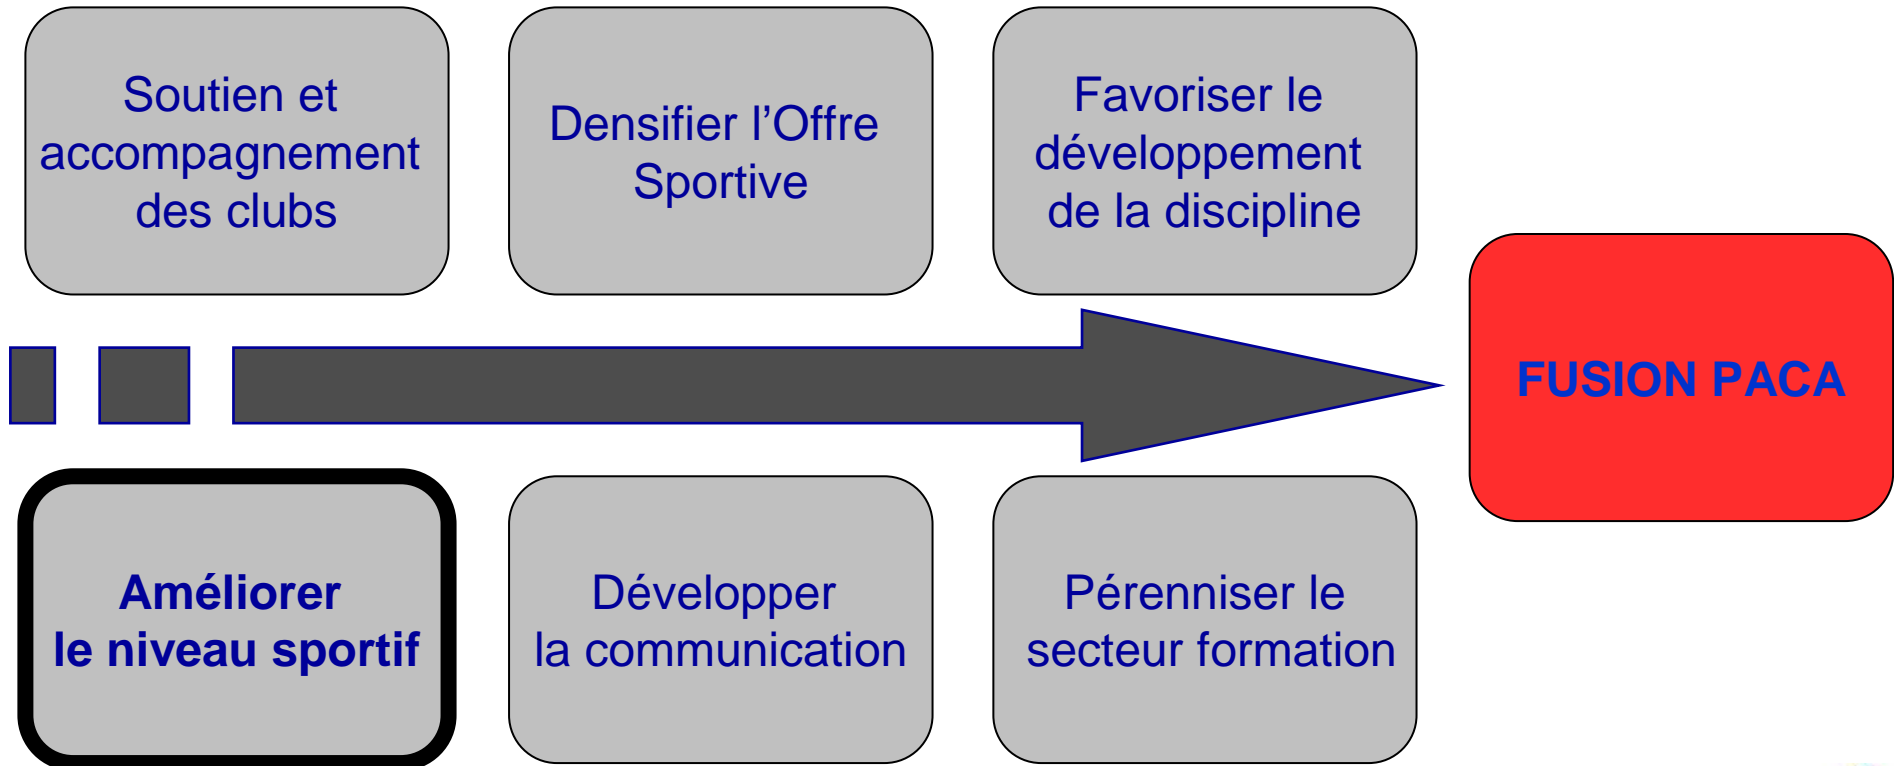 Soutien et
accompagnement
des clubs
Densifier l’Offre
Sportive
Favoriser le
développement
de la discipline
FUSION PACA
Améliorer
le niveau sportif
Développer
la communication
Pérenniser le
secteur formation